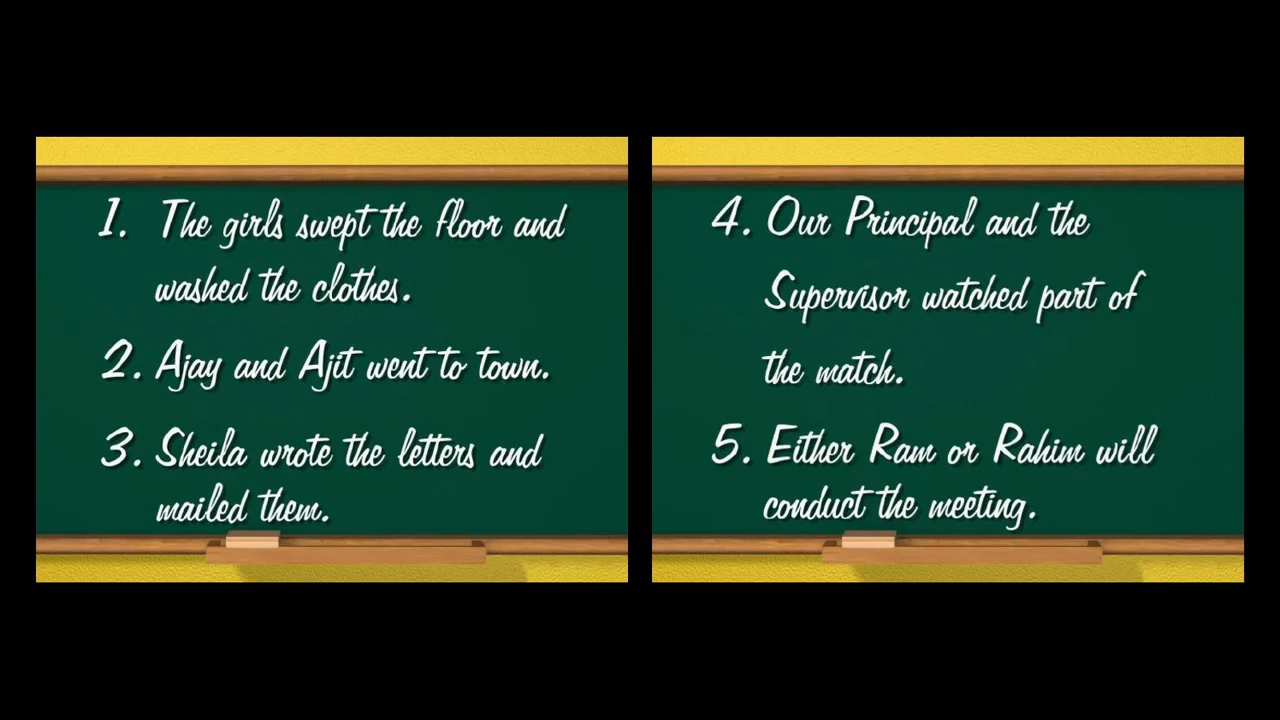 1. The girls swept the floor and
washed the clothes.
2. Ajay and Ajit went to town.
3. Sheila wrote the letters and
mailed them.
4. Our Principal and the
Supervisor watched part of
the match.
5. Either Ram or Rahim will
conduct the meeting.